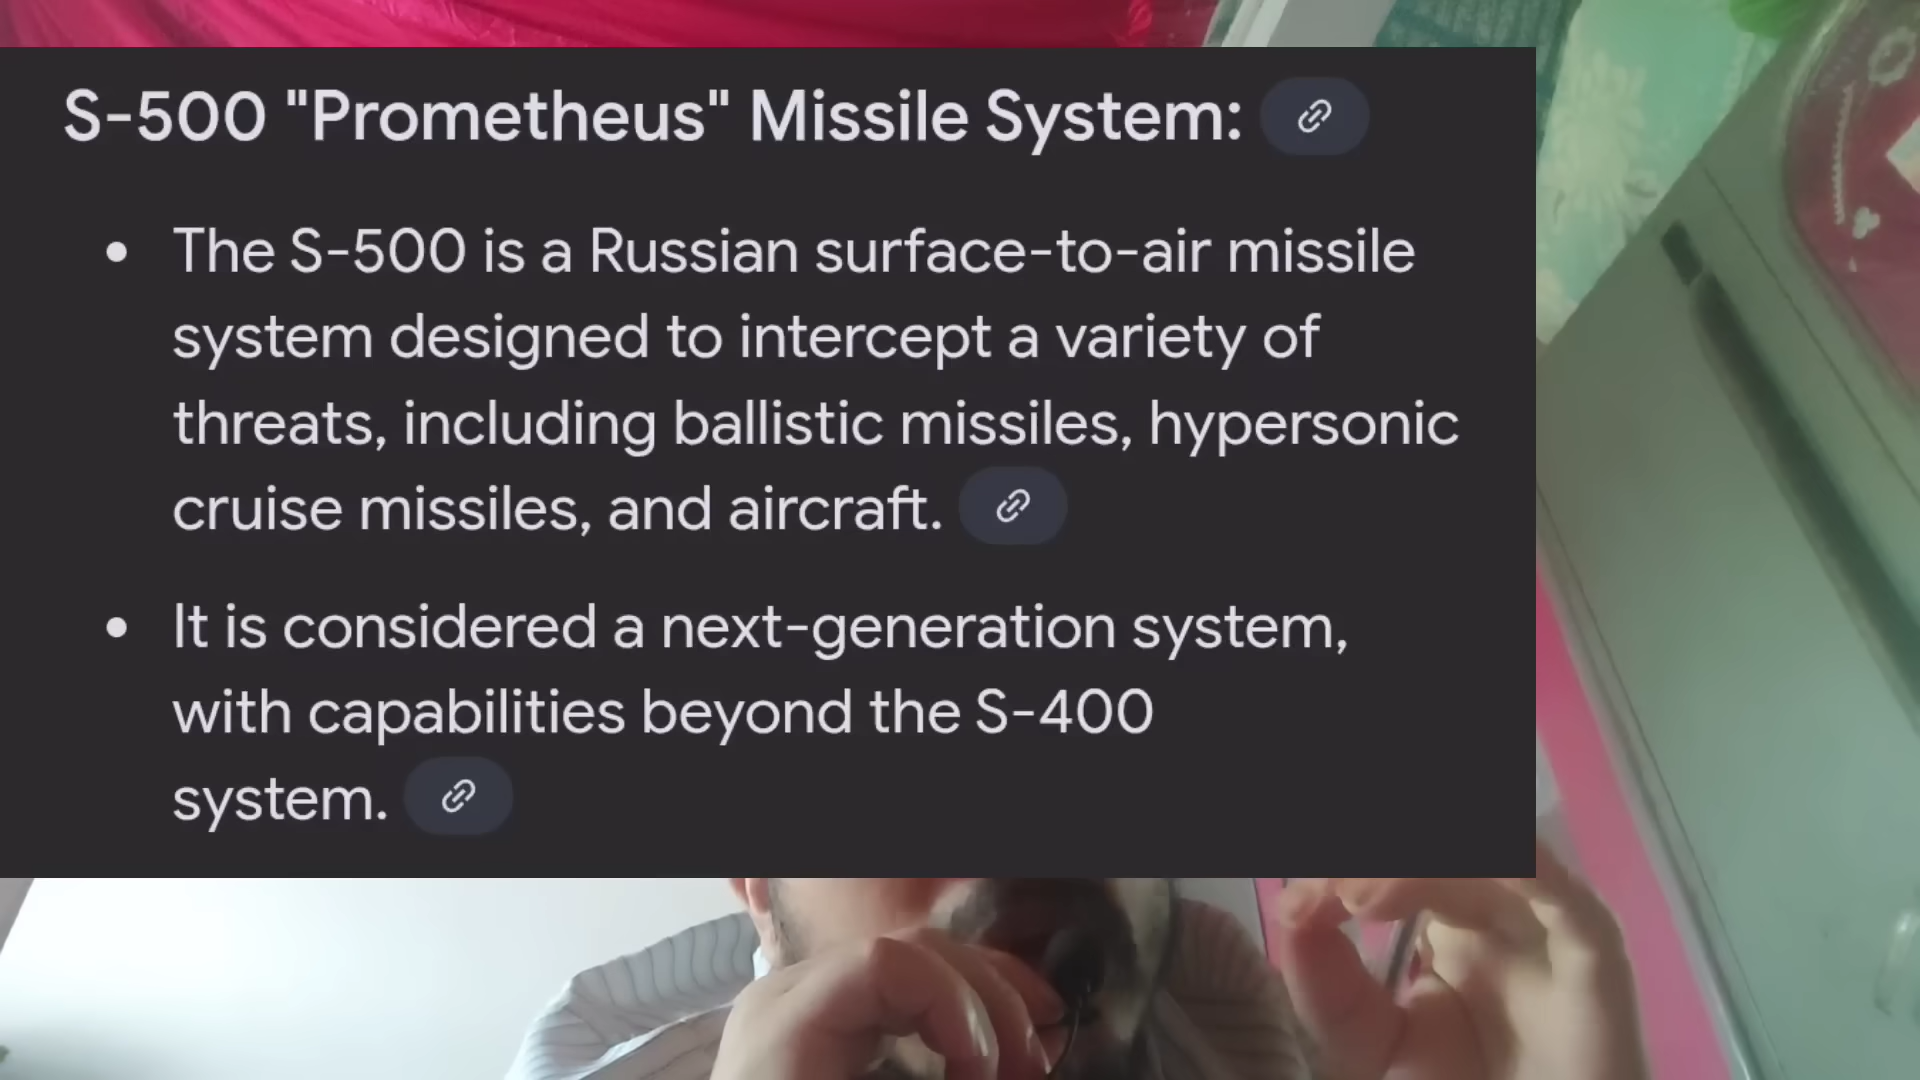 S-500 "Prometheus" Missile System:
• The S-500 is a Russian surface-to-air missile
system designed to intercept a variety of
threats, including ballistic missiles, hypersonic
cruise missiles, and aircraft.
• It is considered a next-generation system,
with capabilities beyond the S-400
system.